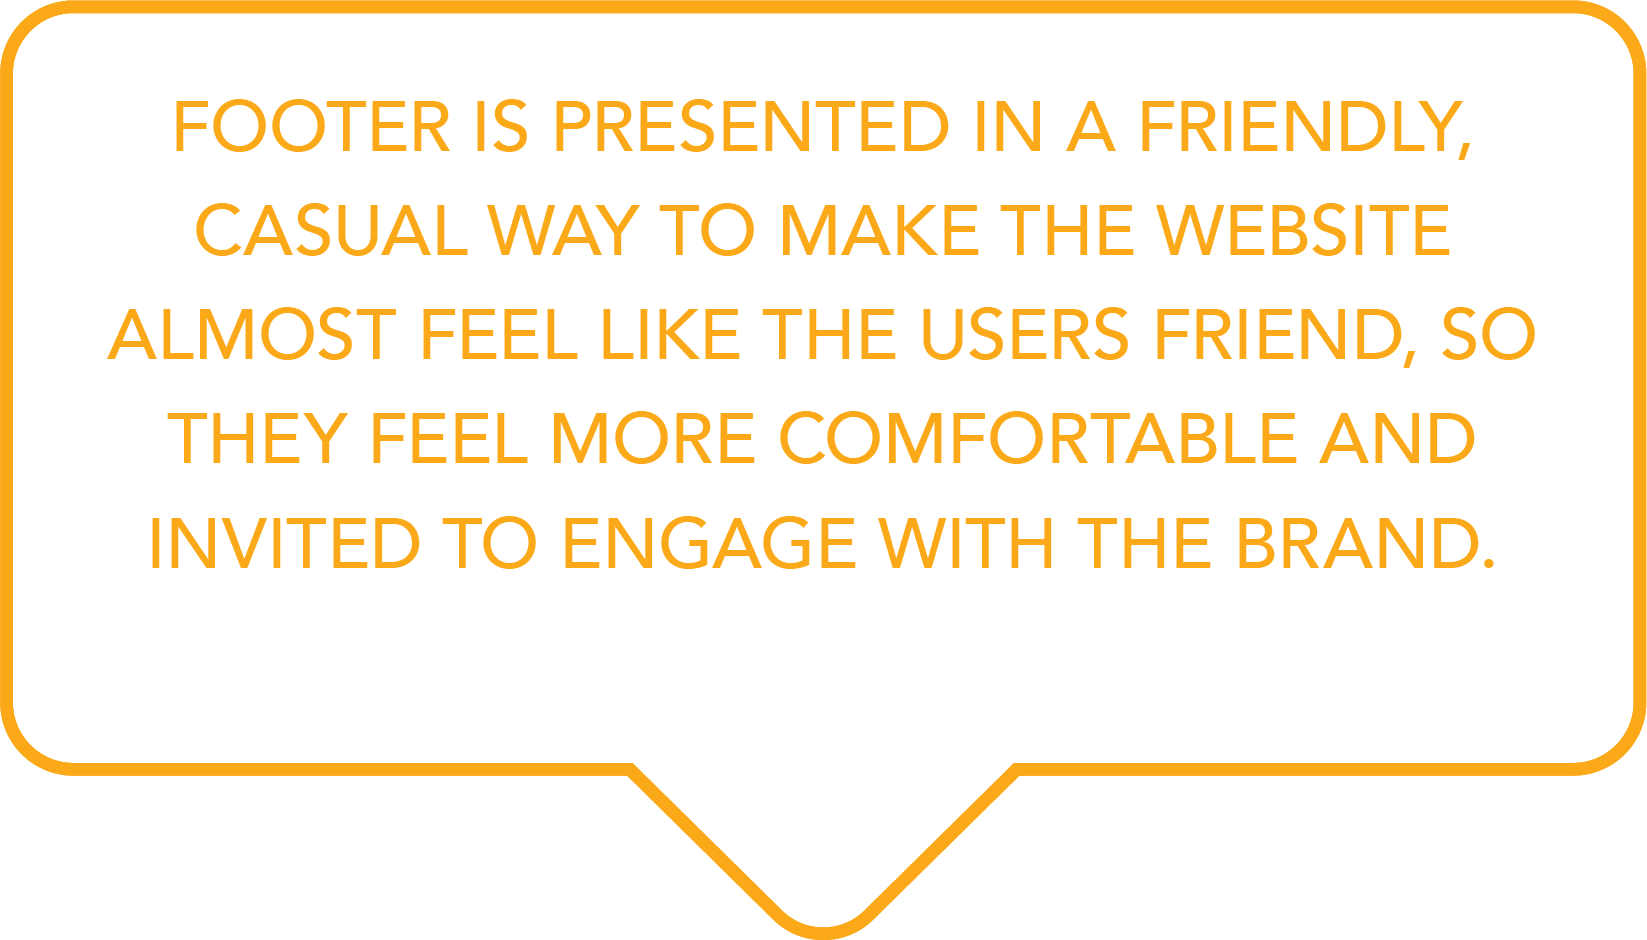 FOOTER IS PRESENTED IN A FRIENDLY,
CASUAL WAY TO MAKE THE WEBSITE
ALMOST FEEL LIKE THE USERS FRIEND, SO
THEY FEEL MORE COMFORTABLE AND
INVITED TO ENGAGE WITH THE BRAND.